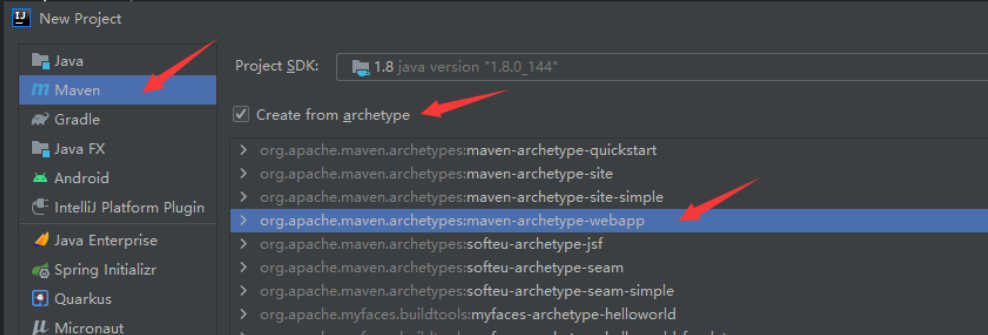 New Project
Java
Maven
Gradle
Java FX
Android
IntelliJ Platform Plugin
Java Enterprise
Spring Initializr
Quarkus
Micronaut
Project SDK: 1.8 java version "1.8.0_144"
Create from archetype
org.apache.maven.archetypes:maven-archetype-quickstart
org.apache.maven.archetypes:maven-archetype-site
org.apache.maven.archetypes:maven-archetype-site-simple
org.apache.maven.archetypes:maven-archetype-webapp
org.apache.maven.archetypes:softeu-archetype-jsf
org.apache.maven.archetypes:softeu-archetype-seam
org.apache.maven.archetypes:softeu-archetype-seam-simple
org.apache.myfaces.buildtools:myfaces-archetype-helloworld